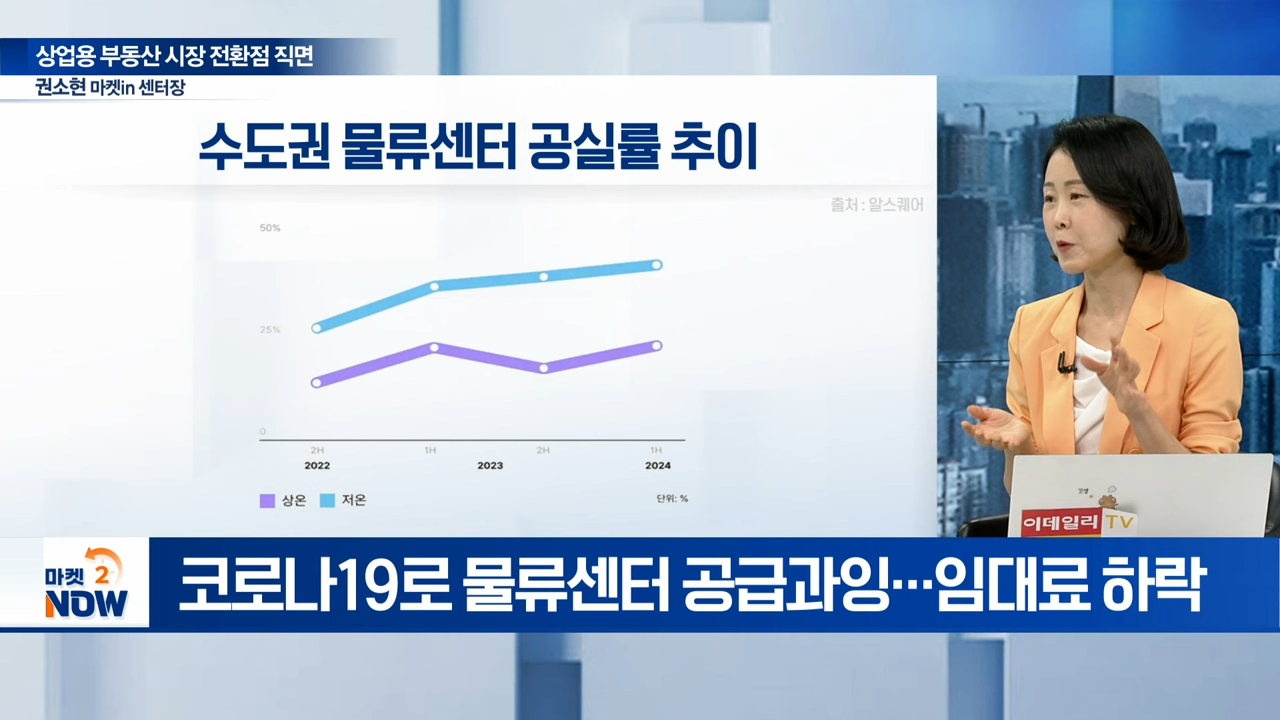 상업용 부동산 시장 전환점 직면
권소현 마켓in 센터장
수도권 물류센터 공실률 추이
출처 : 알스퀘어
50%
25%
0
2H 1H 2H 1H
2022 2023 2024
상온 저온
단위: %
이데일리 TV
마켓 2
NOW
코로나19로 물류센터 공급과잉…임대료 하락